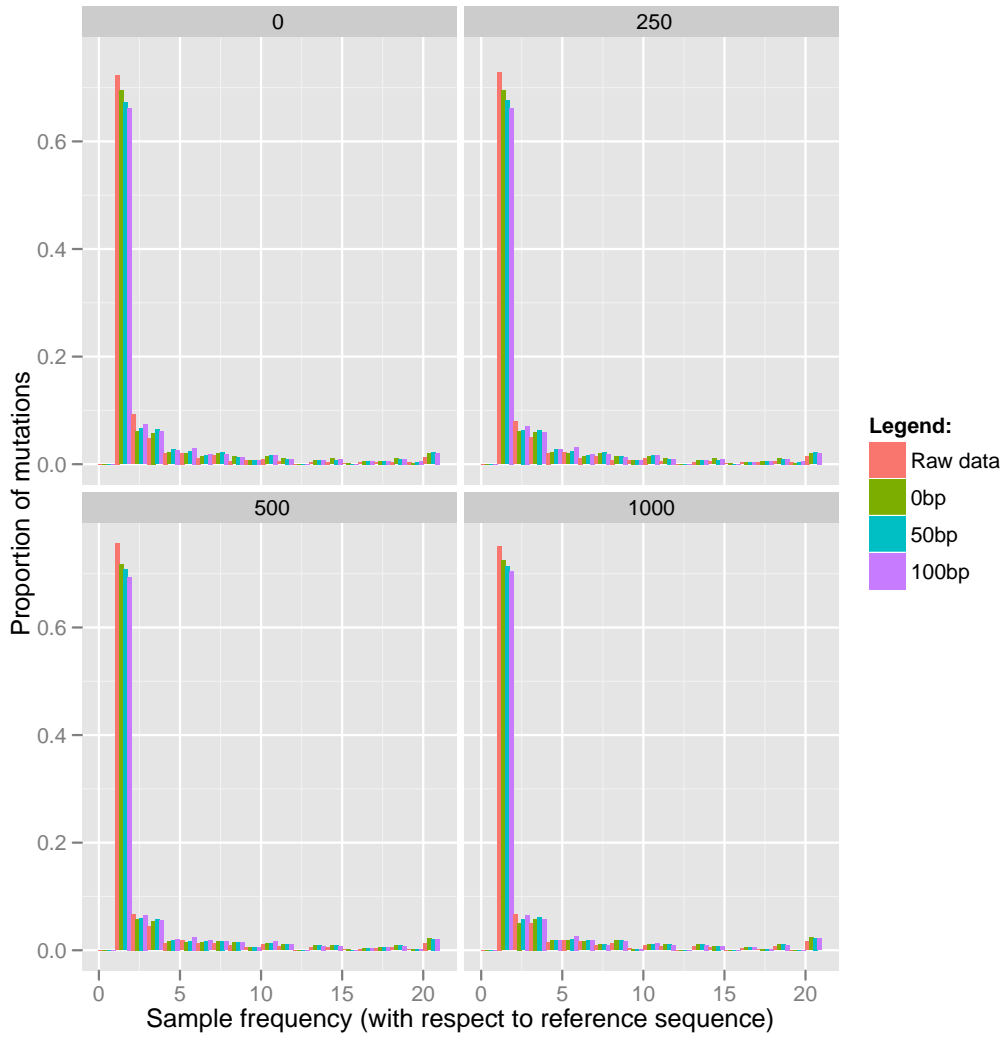 0
250
0.6
0.4
0.2
0.0
500
1000
0.6
0.4
0.2
0.0
0 5 10 15 20
0 5 10 15 20
Sample frequency (with respect to reference sequence)
Proportion of mutations
Legend:
Raw data
0bp
50bp
100bp